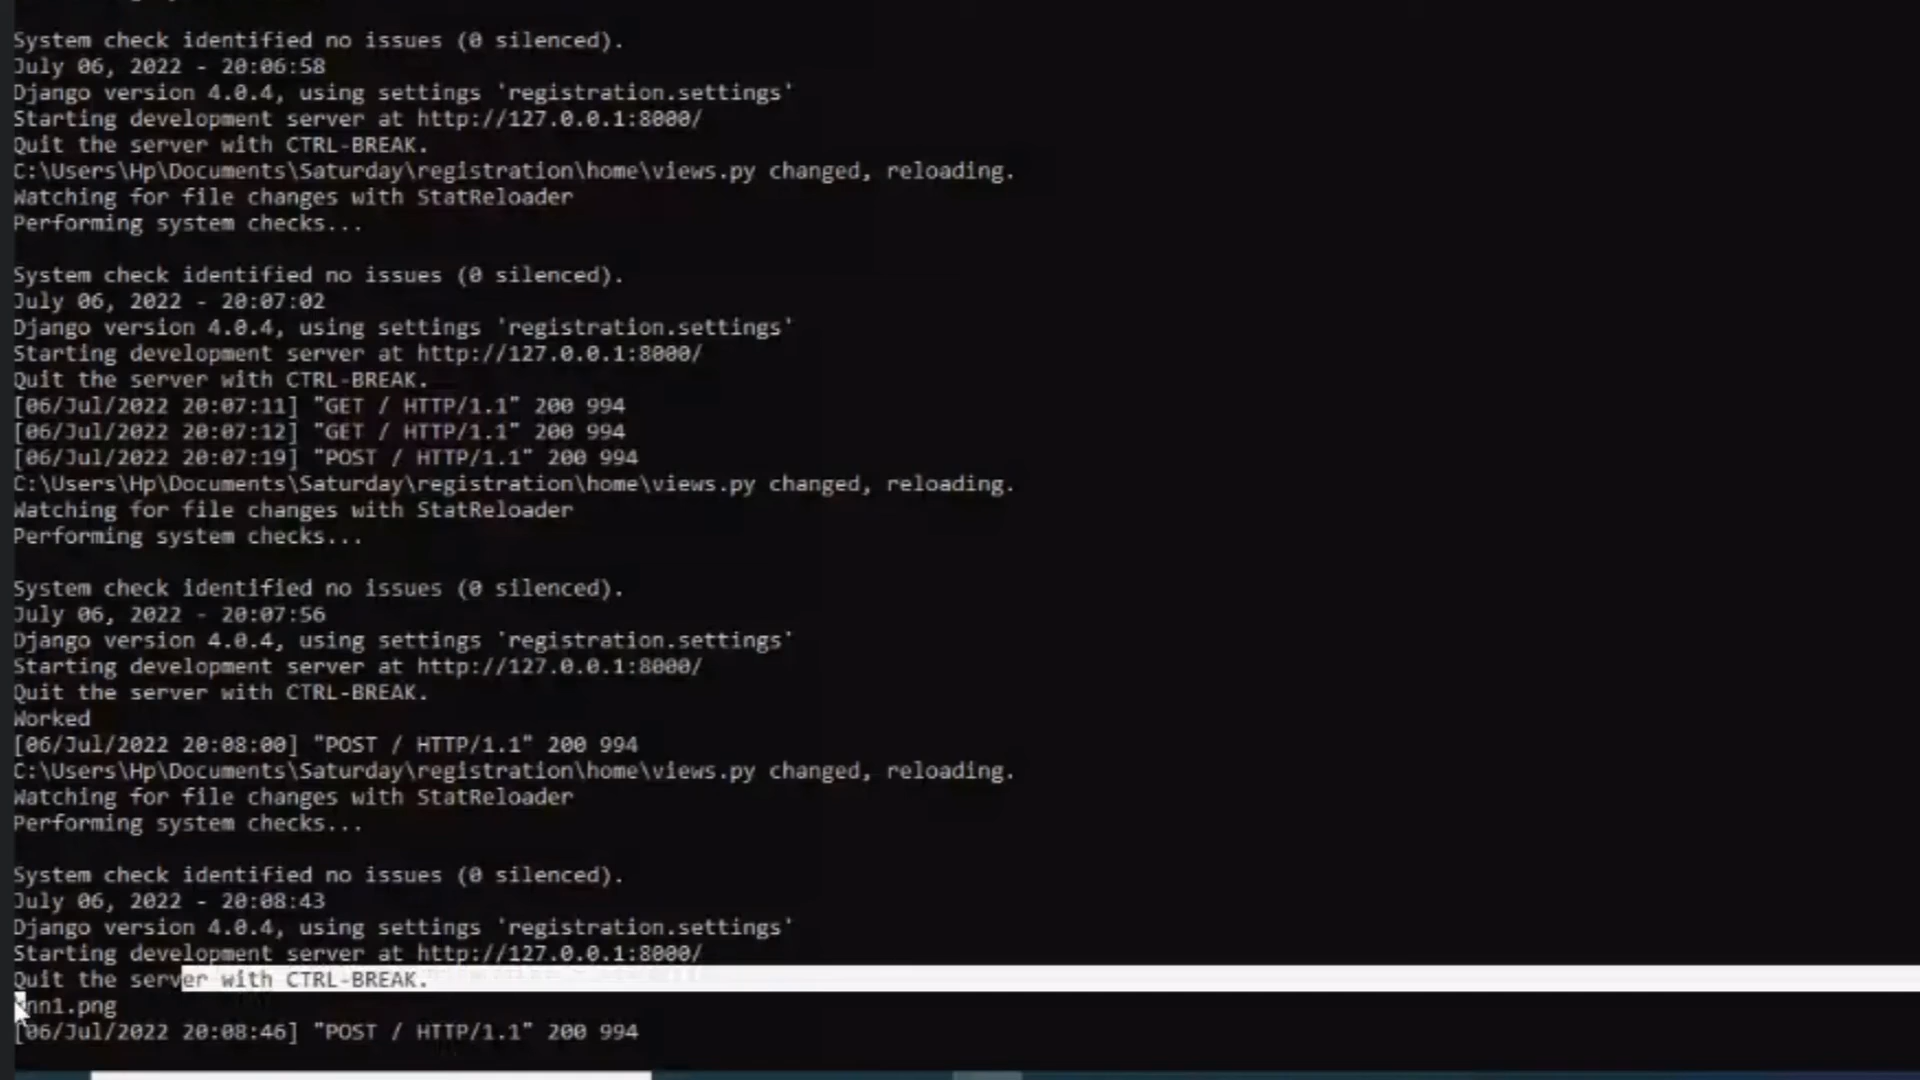 System check identified no issues (0 silenced).
July 06, 2022 - 20:06:58
Django version 4.0.4, using settings 'registration.settings'
Starting development server at http://127.0.0.1:8000/
Quit the server with CTRL-BREAK.
C:\Users\Hp\Documents\Saturday\registration\home\views.py changed, reloading.
Watching for file changes with StatReloader
Performing system checks...
System check identified no issues (0 silenced).
July 06, 2022 - 20:07:02
Django version 4.0.4, using settings 'registration.settings'
Starting development server at http://127.0.0.1:8000/
Quit the server with CTRL-BREAK.
[06/Jul/2022 20:07:11] "GET / HTTP/1.1" 200 994
[06/Jul/2022 20:07:12] "GET / HTTP/1.1" 200 994
[06/Jul/2022 20:07:19] "POST / HTTP/1.1" 200 994
C:\Users\Hp\Documents\Saturday\registration\home\views.py changed, reloading.
Watching for file changes with StatReloader
Performing system checks...
System check identified no issues (0 silenced).
July 06, 2022 - 20:07:56
Django version 4.0.4, using settings 'registration.settings'
Starting development server at http://127.0.0.1:8000/
Quit the server with CTRL-BREAK.
Worked
[06/Jul/2022 20:08:00] "POST / HTTP/1.1" 200 994
C:\Users\Hp\Documents\Saturday\registration\home\views.py changed, reloading.
Watching for file changes with StatReloader
Performing system checks...
System check identified no issues (0 silenced).
July 06, 2022 - 20:08:43
Django version 4.0.4, using settings 'registration.settings'
Starting development server at http://127.0.0.1:8000/
Quit the server with CTRL-BREAK.
[06/Jul/2022 20:08:46] "POST / HTTP/1.1" 200 994